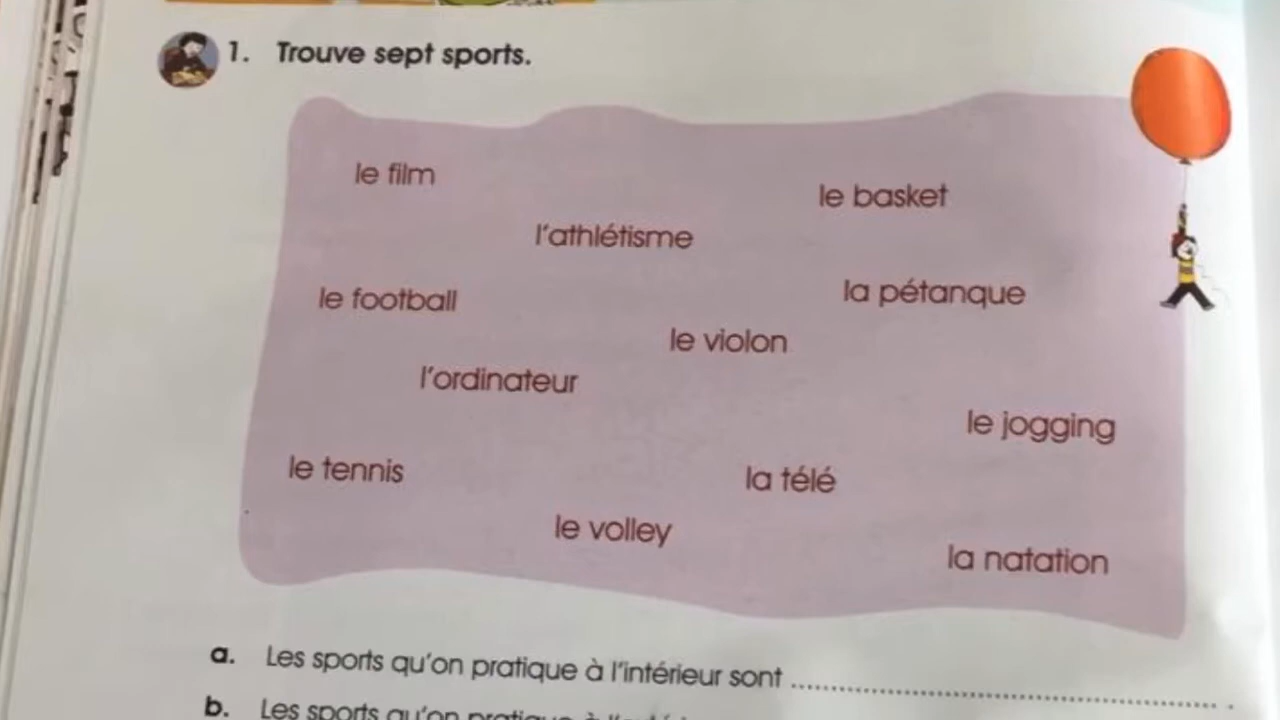 1. Trouve sept sports.
le film
le basket
l'athlétisme
le football
la pétanque
le violon
l'ordinateur
le jogging
le tennis
la télé
le volley
la natation
a. Les sports qu'on pratique à l'intérieur sont ..........................................
b. Les sports qu'on pratique à